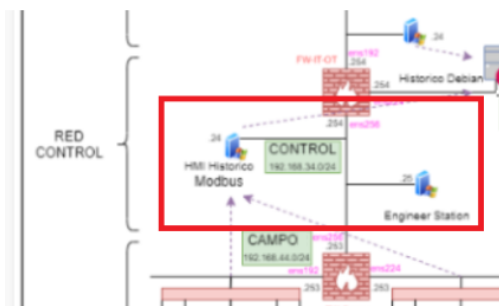 .24
ens192
FW-IT-OT
.254
Historico Debian
.254
ens256
RED
CONTROL
.24
CONTROL
192.168.34.0/24
HMI Historico
Modbus
.25
Engineer Station
CAMPO
ens256
.253
192.168.44.0/24
ens192
ens224
.253
.253